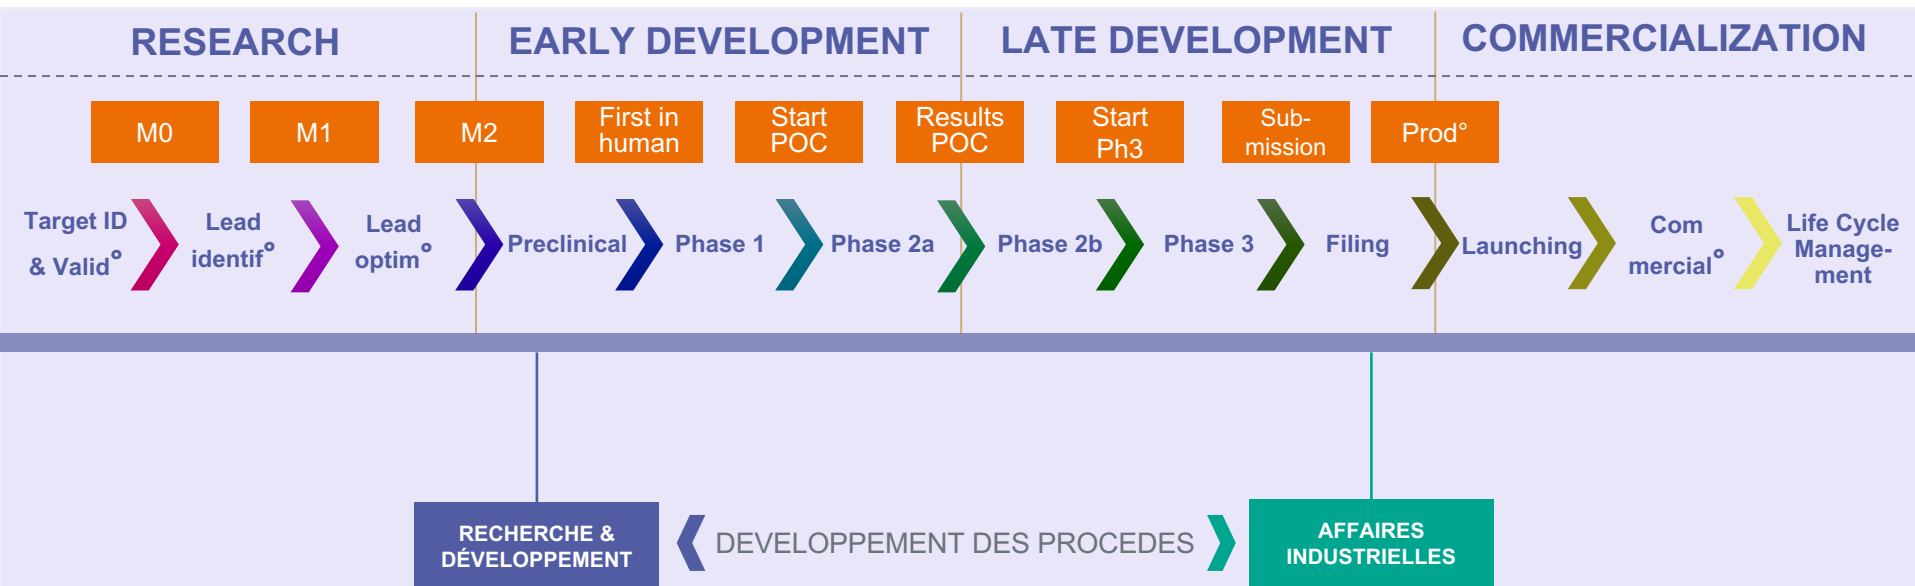 RESEARCH
EARLY DEVELOPMENT
LATE DEVELOPMENT
COMMERCIALIZATION
M0
M1
M2
First in
human
Start
POC
Results
POC
Start
Ph3
Sub-
mission
Prod°
Target ID
& Valid°
Lead
identif°
Lead
optim°
Preclinical
Phase 1
Phase 2a
Phase 2b
Phase 3
Filing
Launching
Com
mercial°
Life Cycle
Manage-
ment
RECHERCHE &
DÉVELOPPEMENT
DEVELOPPEMENT DES PROCEDES
AFFAIRES
INDUSTRIELLES